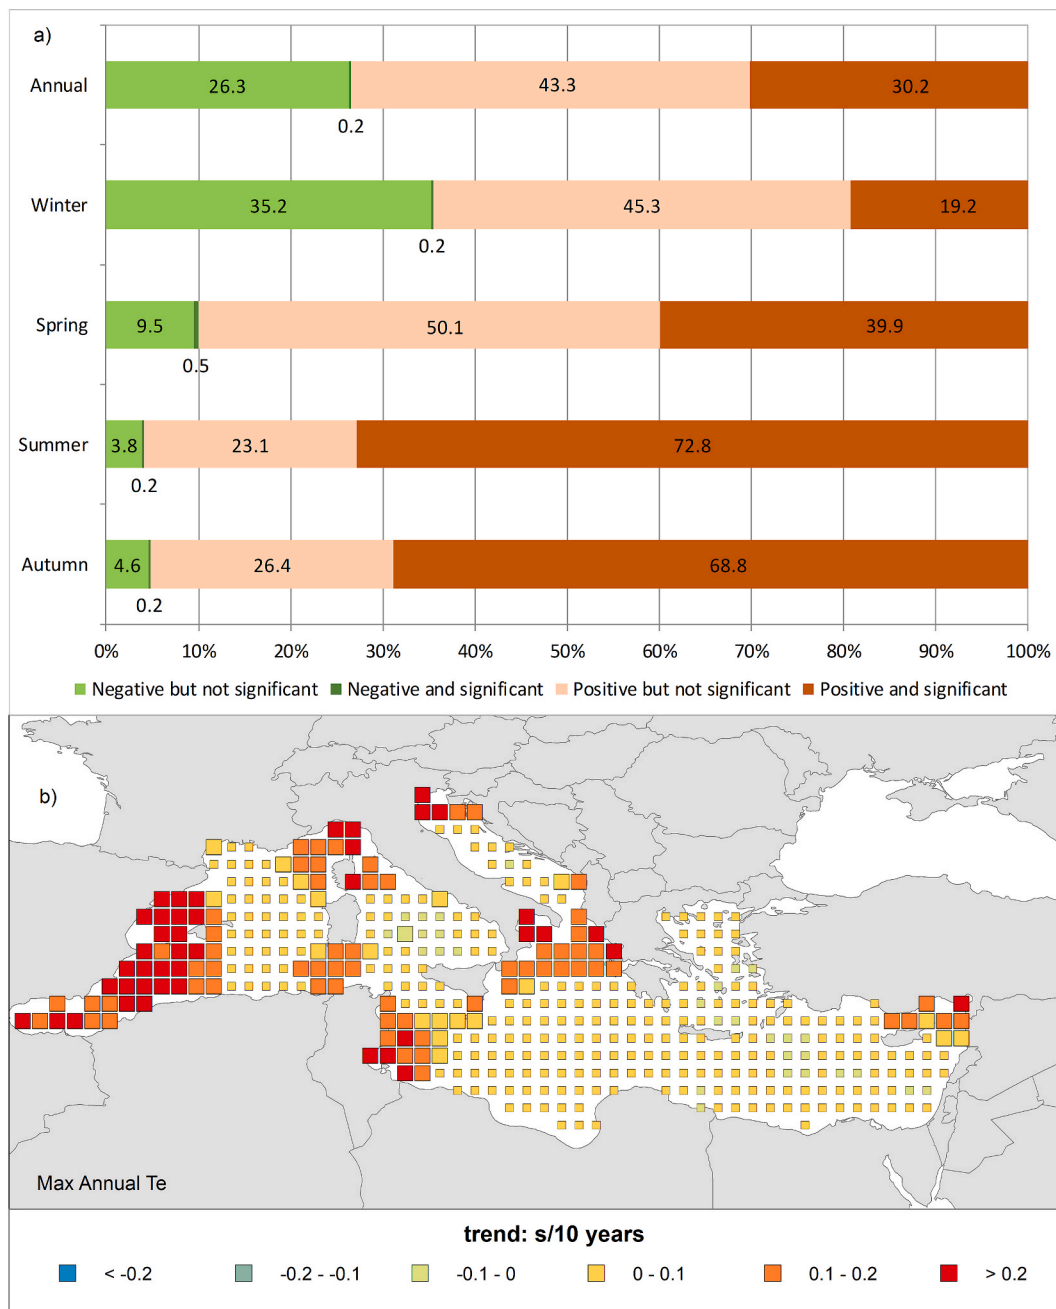 a)
Annual 26.3 43.3 30.2
0.2
Winter 35.2 45.3 19.2
0.2
Spring 9.5 50.1 39.9
0.5
Summer 3.8 23.1 72.8
0.2
Autumn 4.6 26.4 68.8
0.2
0% 10% 20% 30% 40% 50% 60% 70% 80% 90% 100%
Negative but not significant Negative and significant Positive but not significant Positive and significant
b)
Max Annual Te
trend: s/10 years
< -0.2 -0.2 - -0.1 -0.1 - 0 0 - 0.1 0.1 - 0.2 > 0.2